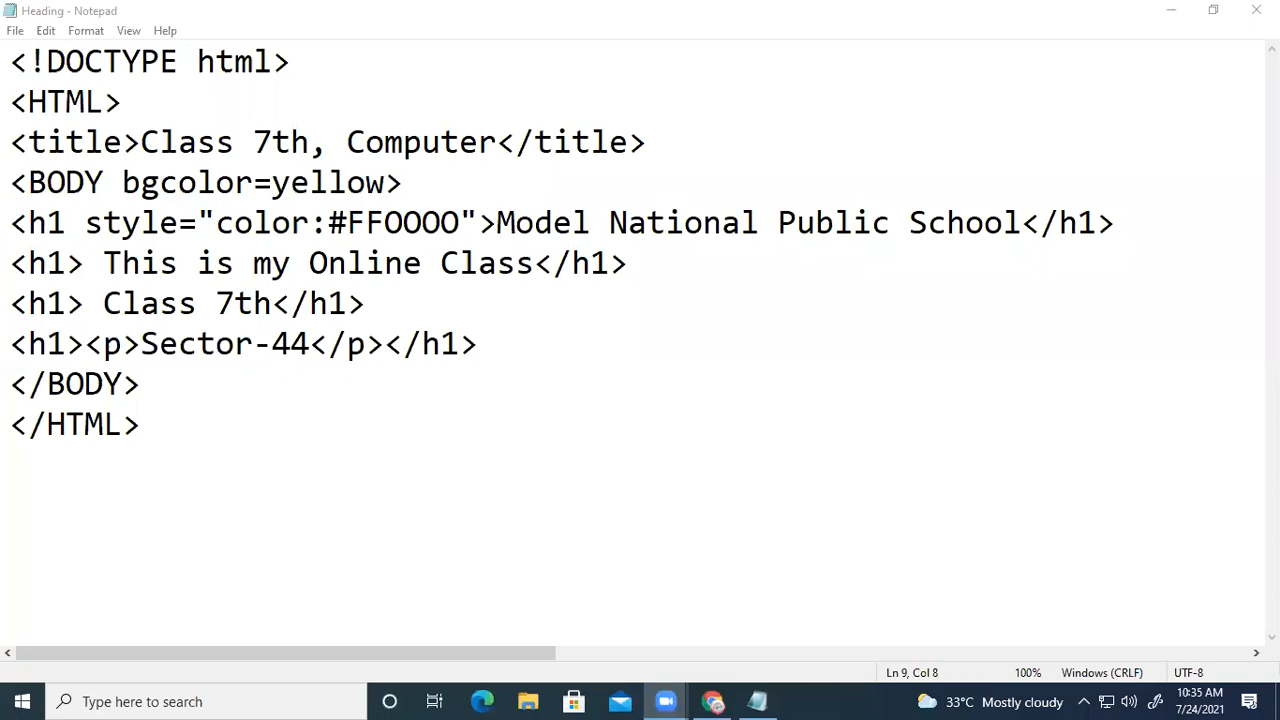 Heading - Notepad
File Edit Format View Help
<!DOCTYPE html>
<HTML>
<title>Class 7th, Computer</title>
<BODY bgcolor=yellow>
<h1 style="color:#FFOOOO">Model National Public School</h1>
<h1> This is my Online Class</h1>
<h1> Class 7th</h1>
<h1><p>Sector-44</p></h1>
</BODY>
</HTML>
Ln 9, Col 8 100% Windows (CRLF) UTF-8
Type here to search 33°C Mostly cloudy 10:35 AM
7/24/2021